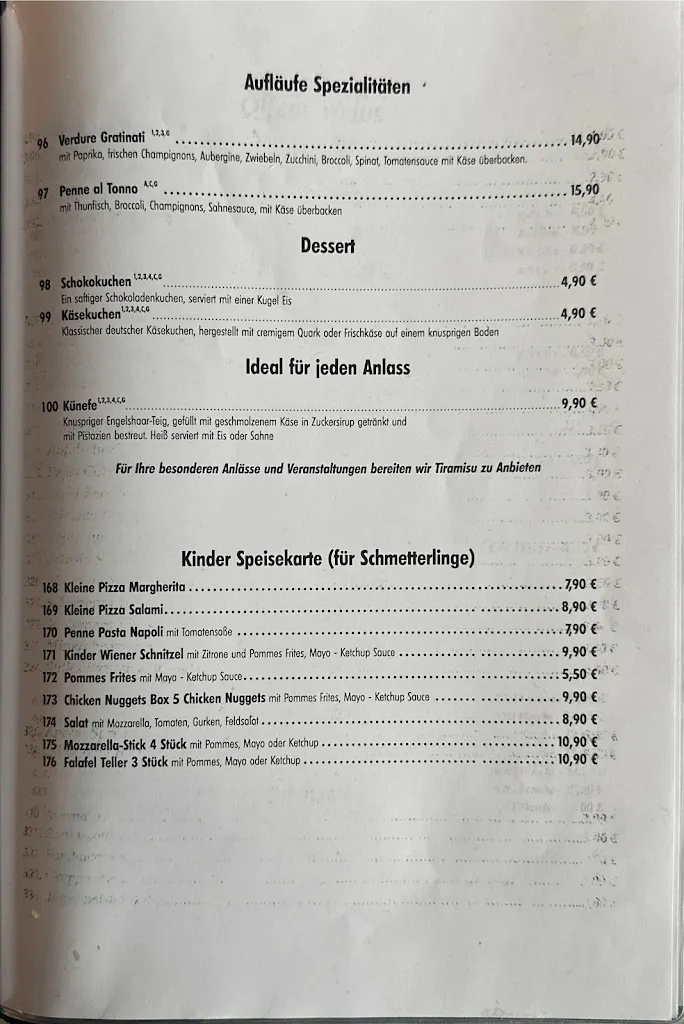 Aufläufe Spezialitäten
96 Verdure Gratinati 1,2,3,G ........................ 14,90
mit Paprika, frischen Champignons, Aubergine, Zwiebeln, Zucchini, Broccoli, Spinat, Tomatensauce mit Käse überbacken.
97 Penne al Tonno A,C,G ........................ 15,90
mit Thunfisch, Broccoli, Champignons, Sahnesauce, mit Käse überbacken
Dessert
98 Schokokuchen 1,2,3,4,C,G ........................ 4,90 €
Ein saftiger Schokoladenkuchen, serviert mit einer Kugel Eis
99 Käsekuchen 1,2,3,4,C,G ........................ 4,90 €
Klassischer deutscher Käsekuchen, hergestellt mit cremigem Quark oder Frischkäse auf einem knusprigen Boden
Ideal für jeden Anlass
100 Künefe 1,2,3,4,C,G ........................ 9,90 €
Knuspriger Engelshaar-Teig, gefüllt mit geschmolzenem Käse in Zuckersirup getränkt und
mit Pistazien bestreut. Heiß serviert mit Eis oder Sahne
Für Ihre besonderen Anlässe und Veranstaltungen bereiten wir Tiramisu zu Anbieten
Kinder Speisekarte (für Schmetterlinge)
168 Kleine Pizza Margherita ........................ 7,90 €
169 Kleine Pizza Salami ........................ 8,90 €
170 Penne Pasta Napoli mit Tomatensoße ........................ 7,90 €
171 Kinder Wiener Schnitzel mit Zitrone und Pommes Frites, Mayo - Ketchup Sauce ........................ 9,90 €
172 Pommes Frites mit Mayo - Ketchup Sauce ........................ 5,50 €
173 Chicken Nuggets Box 5 Chicken Nuggets mit Pommes Frites, Mayo - Ketchup Sauce ........................ 9,90 €
174 Salat mit Mozzarella, Tomaten, Gurken, Feldsalat ........................ 8,90 €
175 Mozzarella-Stick 4 Stück mit Pommes, Mayo oder Ketchup ........................ 10,90 €
176 Falafel Teller 3 Stück mit Pommes, Mayo oder Ketchup ........................ 10,90 €